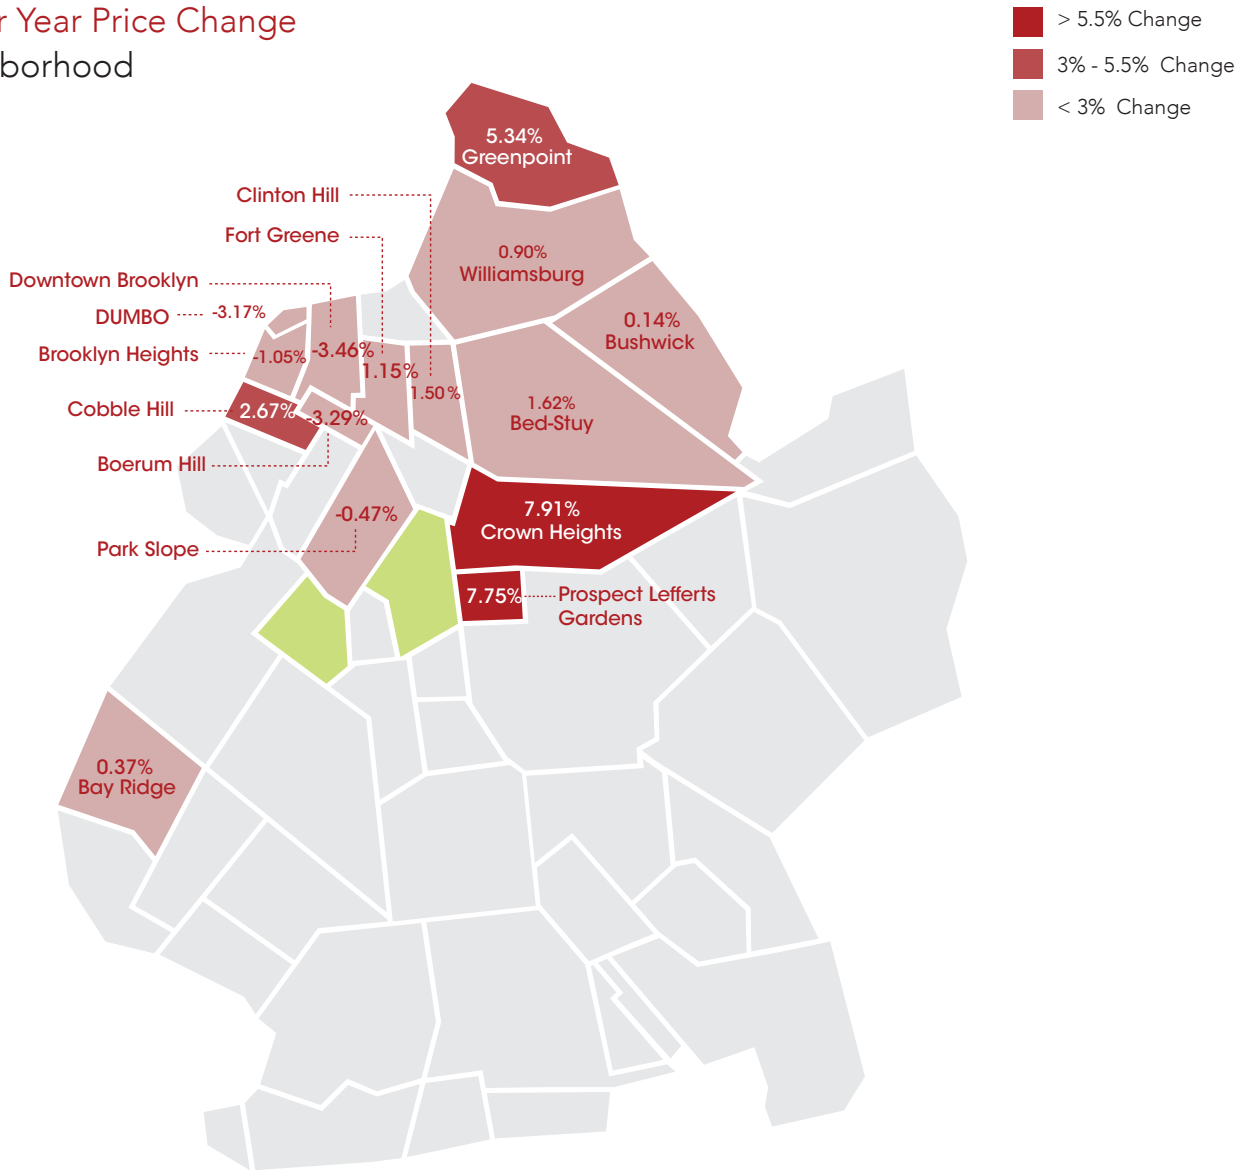 r Year Price Change
borhood
> 5.5% Change
3% - 5.5% Change
< 3% Change
5.34%
Greenpoint
Clinton Hill
Fort Greene
0.90%
Williamsburg
Downtown Brooklyn
DUMBO
-3.17%
0.14%
Bushwick
Brooklyn Heights
-1.05%
-3.46%
1.15%
1.50%
Cobble Hill
2.67%
-3.29%
1.62%
Bed-Stuy
Boerum Hill
-0.47%
7.91%
Crown Heights
Park Slope
7.75%
Prospect Lefferts
Gardens
0.37%
Bay Ridge